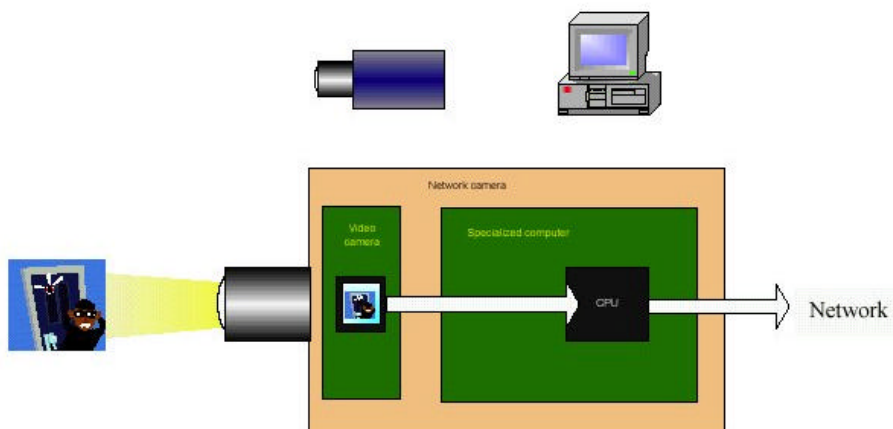 Network camera
Video
camera
Specialized computer
CPU
Network